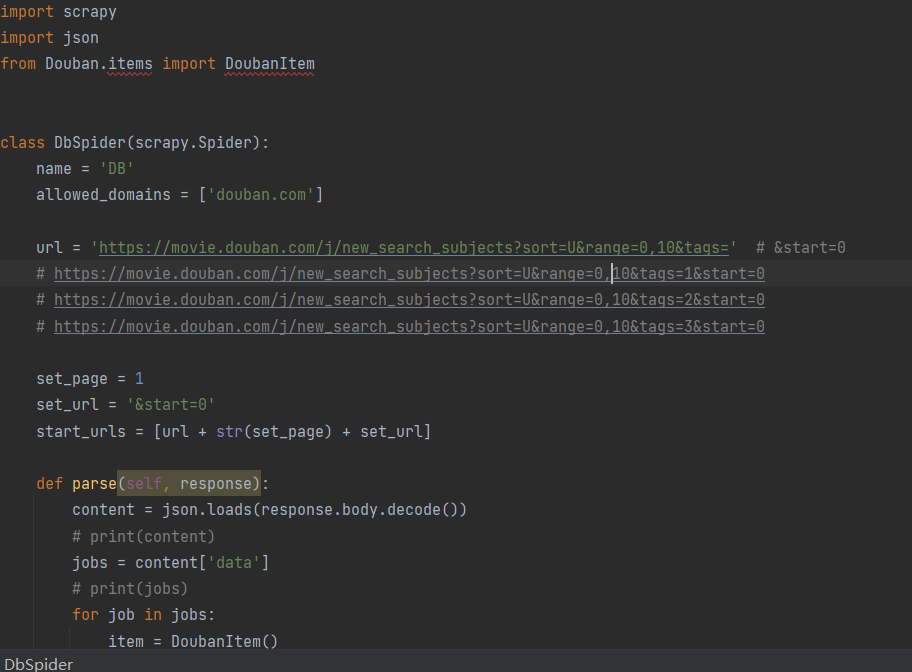 import scrapy
import json
from Douban.items import DoubanItem
class DbSpider(scrapy.Spider):
    name = 'DB'
    allowed_domains = ['douban.com']
    url = 'https://movie.douban.com/j/new_search_subjects?sort=U&range=0,10&tags='  # &start=0
    # https://movie.douban.com/j/new_search_subjects?sort=U&range=0,10&tags=1&start=0
    # https://movie.douban.com/j/new_search_subjects?sort=U&range=0,10&tags=2&start=0
    # https://movie.douban.com/j/new_search_subjects?sort=U&range=0,10&tags=3&start=0
    set_page = 1
    set_url = '&start=0'
    start_urls = [url + str(set_page) + set_url]
    def parse(self, response):
        content = json.loads(response.body.decode())
        # print(content)
        jobs = content['data']
        # print(jobs)
        for job in jobs:
            item = DoubanItem()
DbSpider